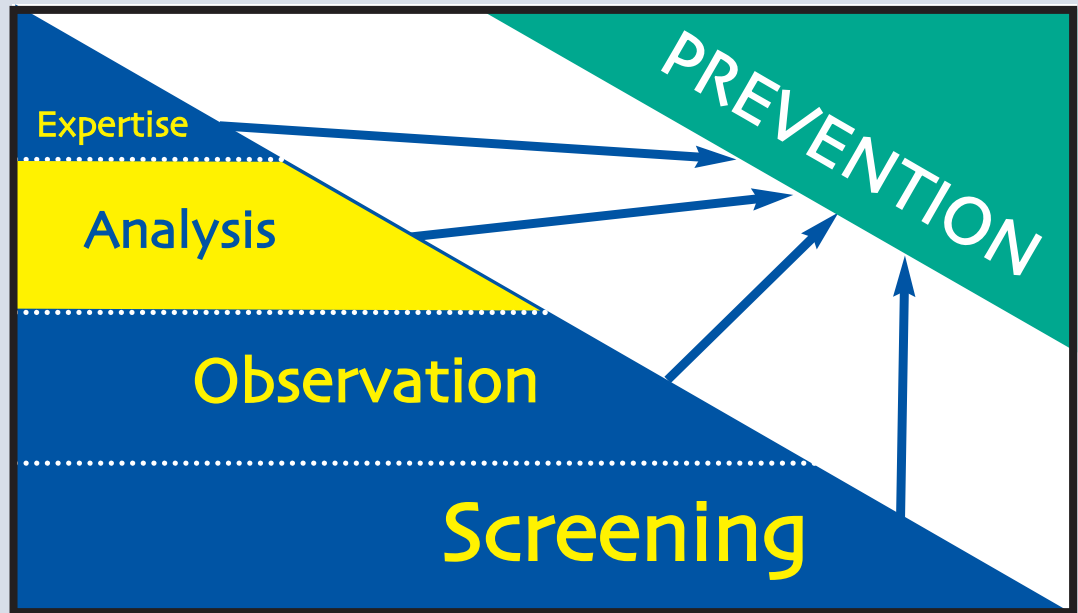 PREVENTION
Expertise
Analysis
Observation
Screening